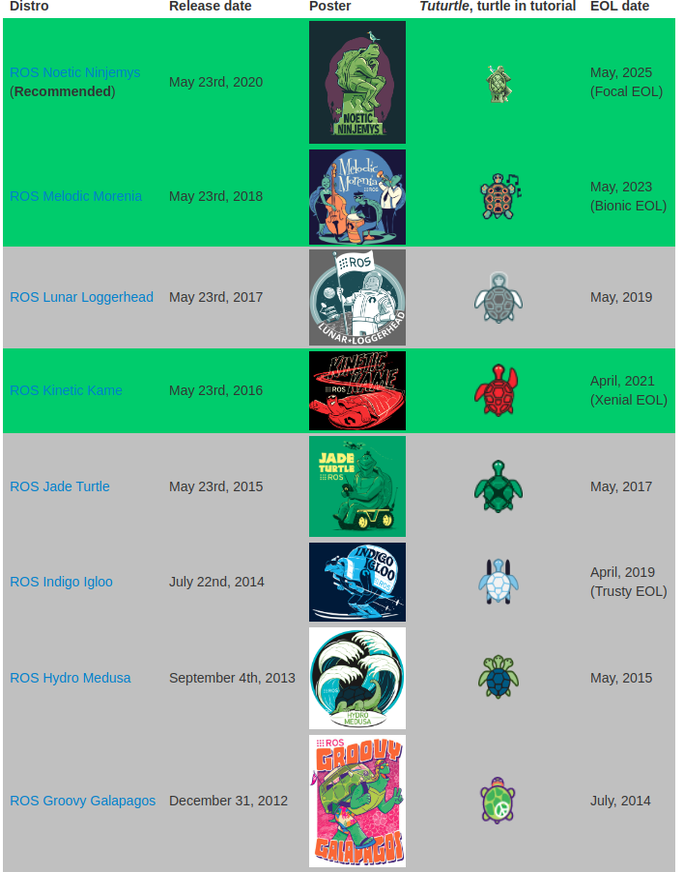 Distro Release date Poster Tuturtle, turtle in tutorial EOL date
ROS Noetic Ninjemys
(Recommended)
May 23rd, 2020
NOETIC
NINJEMYS
N
May, 2025
(Focal EOL)
ROS Melodic Morenia
May 23rd, 2018
Melodic
Morenia
ROS
May, 2023
(Bionic EOL)
ROS Lunar Loggerhead
May 23rd, 2017
ROS
LUNAR•LOGGERHEAD
May, 2019
ROS Kinetic Kame
May 23rd, 2016
KINETIC
KAME
ROS
April, 2021
(Xenial EOL)
ROS Jade Turtle
May 23rd, 2015
JADE
TURTLE
ROS
May, 2017
ROS Indigo Igloo
July 22nd, 2014
INDIGO
IGLOO
ROS
April, 2019
(Trusty EOL)
ROS Hydro Medusa
September 4th, 2013
ROS
HYDRO
MEDUSA
May, 2015
ROS Groovy Galapagos
December 31, 2012
ROS
GROOVY
GALAPAGOS
July, 2014